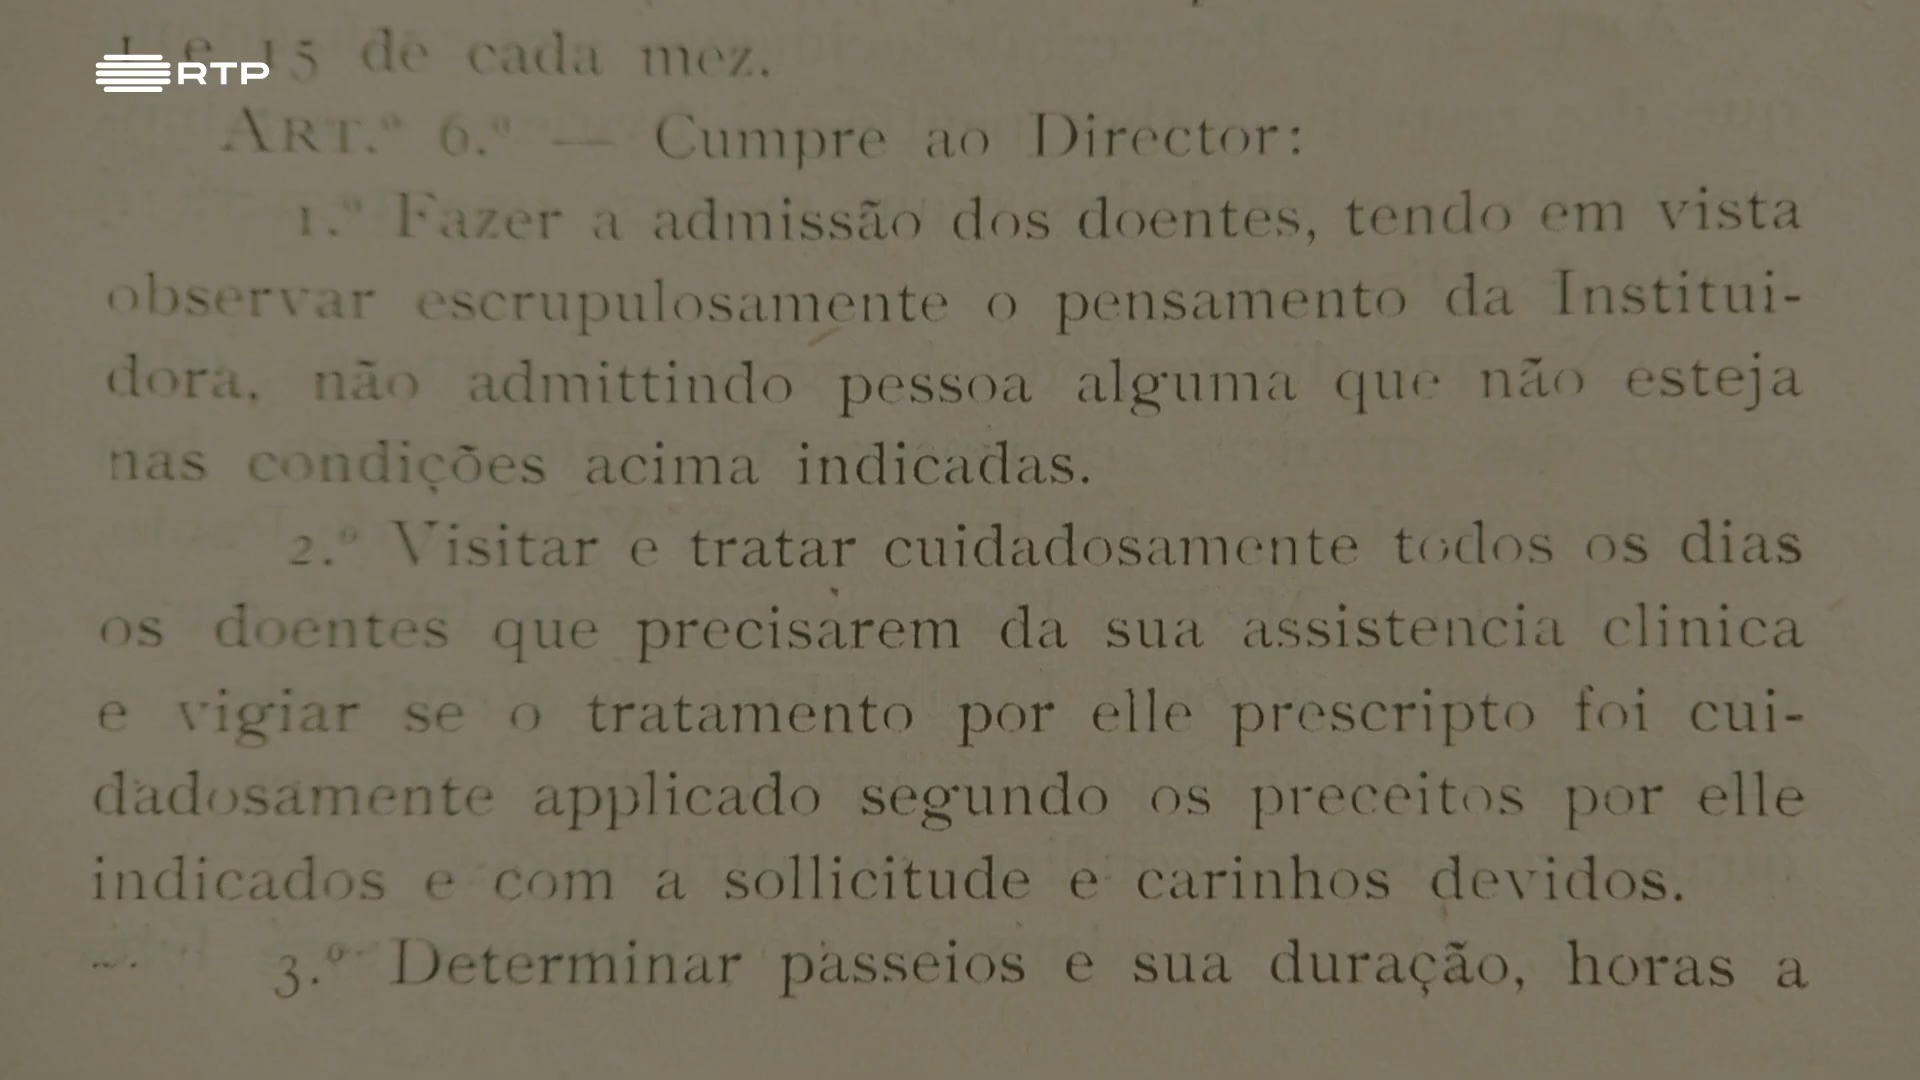 1 e 15 de cada mez.
RTP
ART.º 6.º — Cumpre ao Director:
1.º Fazer a admissão dos doentes, tendo em vista
observar escrupulosamente o pensamento da Institui-
dora, não admittindo pessoa alguma que não esteja
nas condições acima indicadas.
2.º Visitar e tratar cuidadosamente todos os dias
os doentes que precisarem da sua assistencia clinica
e vigiar se o tratamento por elle prescripto foi cui-
dadosamente applicado segundo os preceitos por elle
indicados e com a sollicitude e carinhos devidos.
3.º Determinar passeios e sua duração, horas a